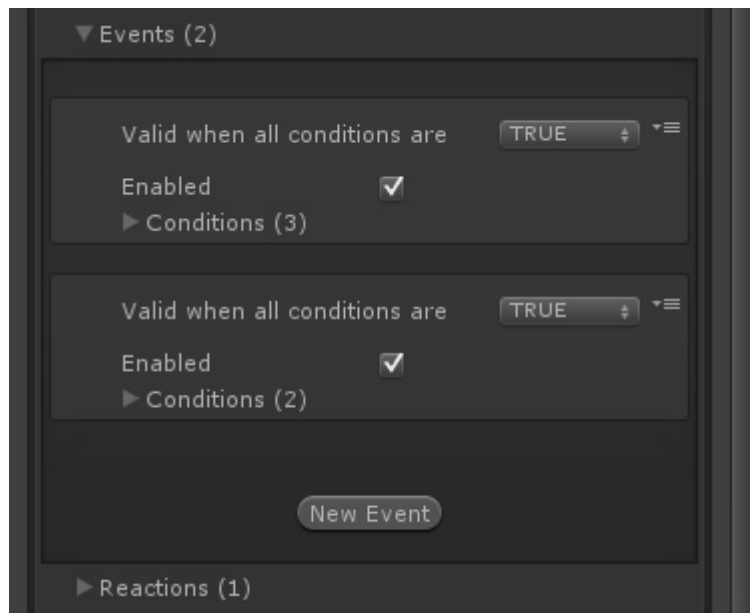 Events (2)
Valid when all conditions are TRUE
Enabled
Conditions (3)
Valid when all conditions are TRUE
Enabled
Conditions (2)
New Event
Reactions (1)